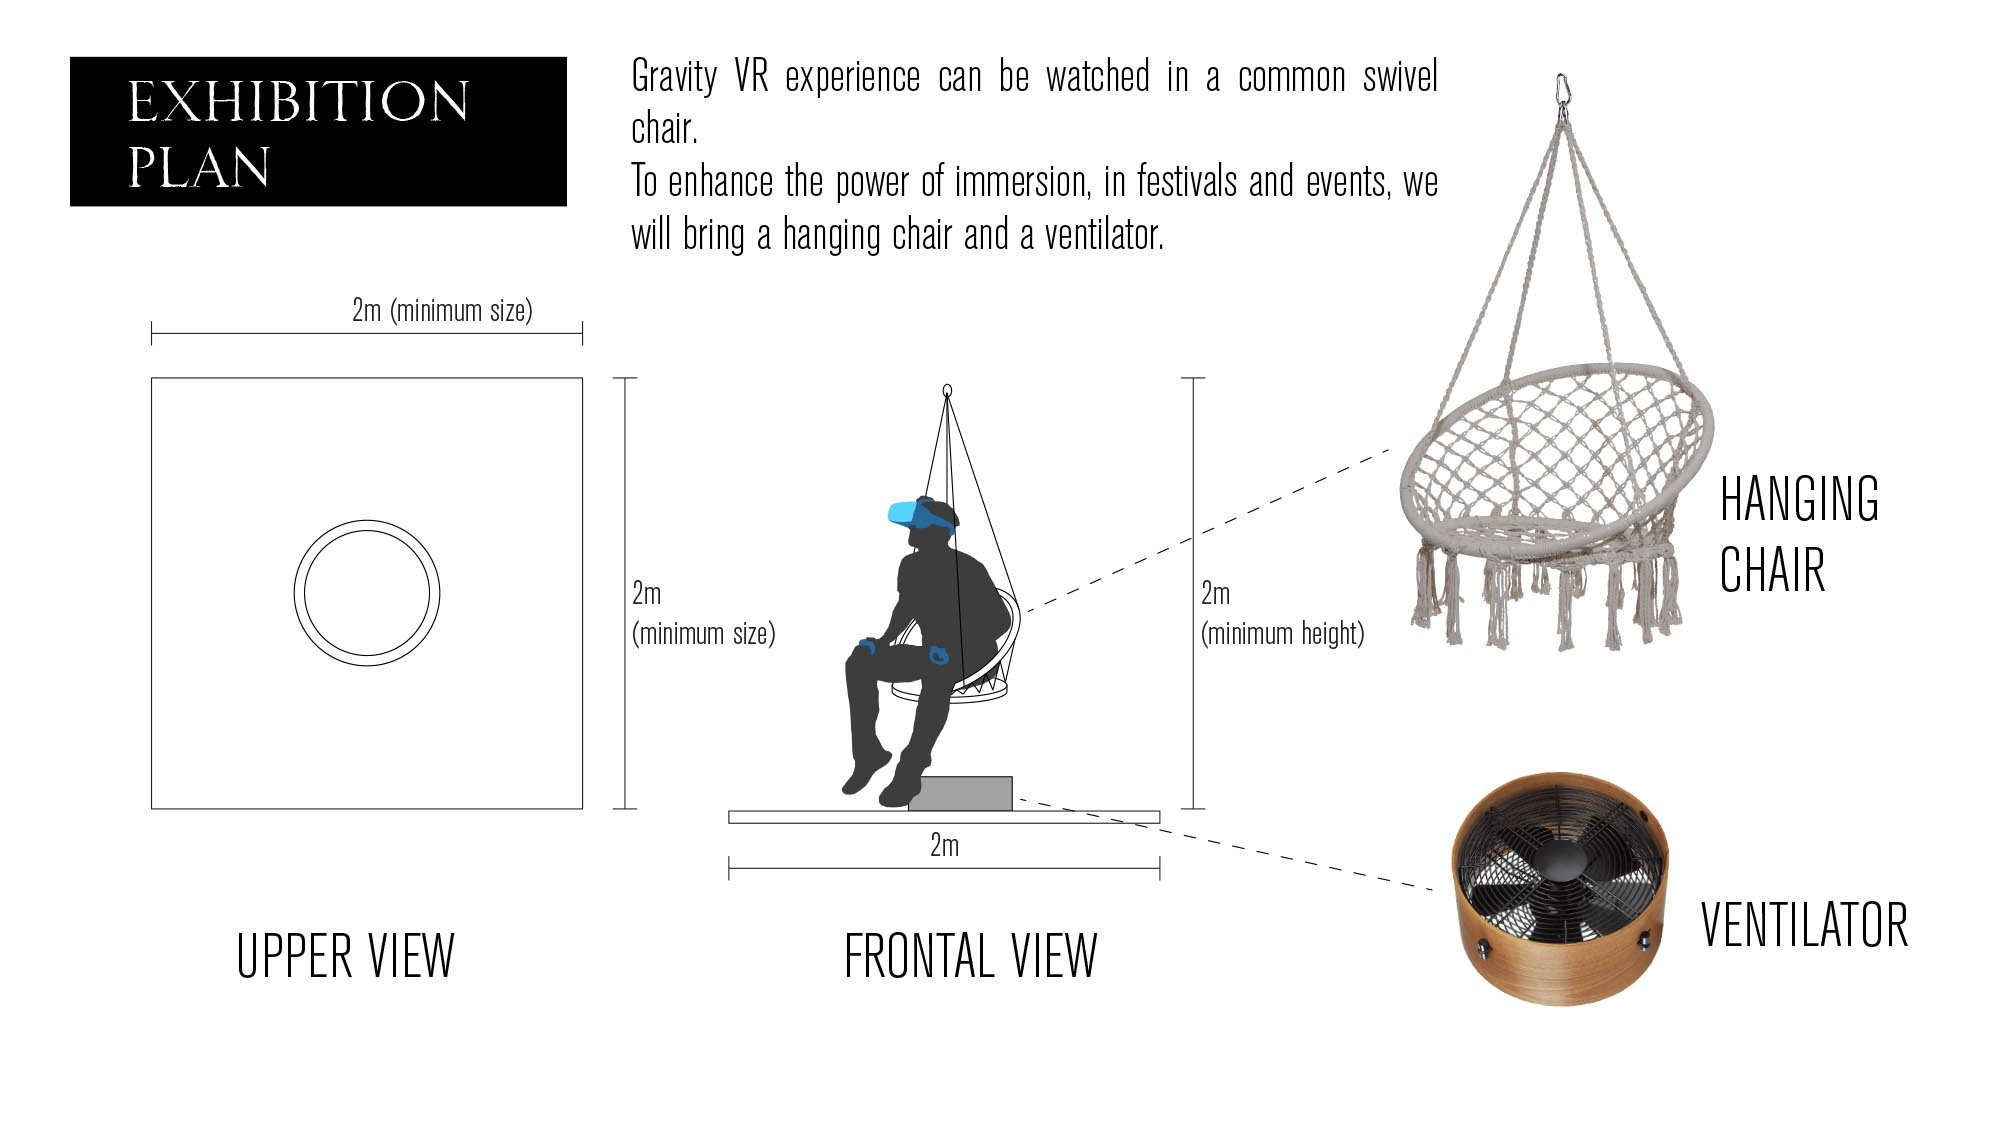 EXHIBITION
PLAN
Gravity VR experience can be watched in a common swivel
chair.
To enhance the power of immersion, in festivals and events, we
will bring a hanging chair and a ventilator.
2m (minimum size)
2m
(minimum size)
2m
(minimum height)
HANGING
CHAIR
2m
VENTILATOR
UPPER VIEW
FRONTAL VIEW